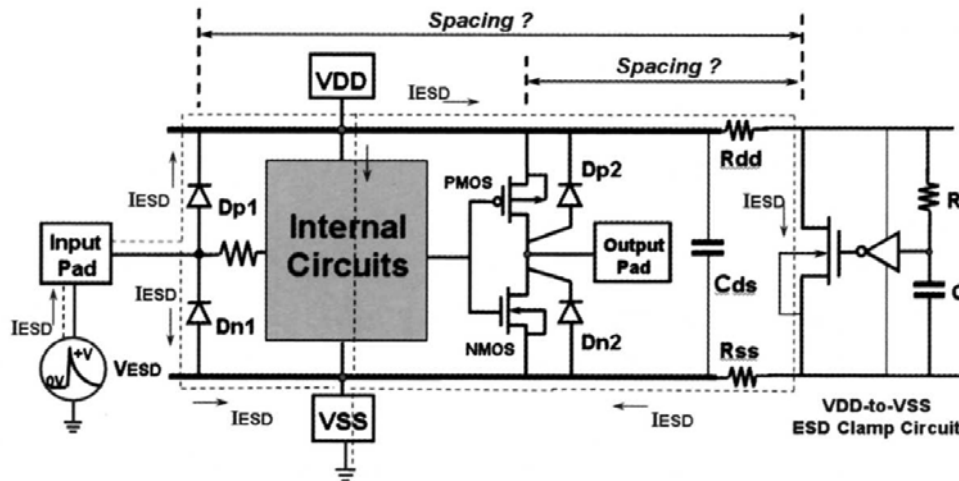 Spacing ?
Spacing ?
VDD
IESD
Rdd
PMOS
Dp2
IESD
Dp1
IESD
R
Input
Pad
Internal
Circuits
Output
Pad
Cds
C
IESD
Dn1
IESD
NMOS
Dn2
+V
0V
VESD
Rss
IESD
VSS
IESD
VDD-to-VSS
ESD Clamp Circuit